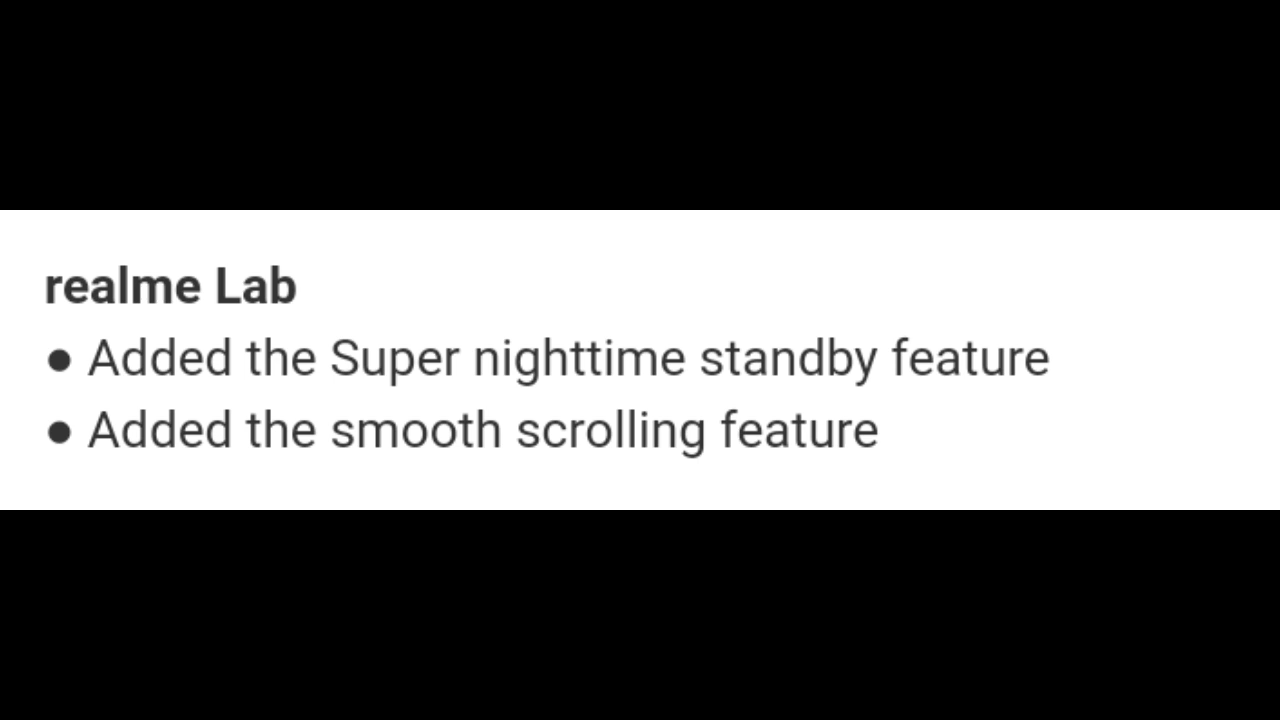 realme Lab
● Added the Super nighttime standby feature
● Added the smooth scrolling feature